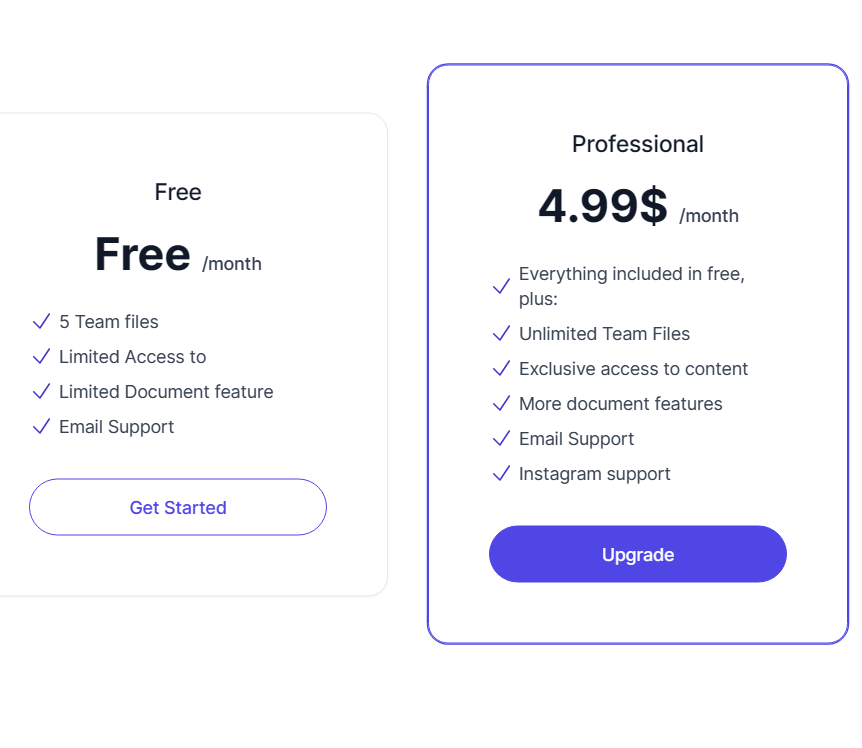 Free
Free /month
5 Team files
Limited Access to
Limited Document feature
Email Support
Get Started
Professional
4.99$ /month
Everything included in free,
plus:
Unlimited Team Files
Exclusive access to content
More document features
Email Support
Instagram support
Upgrade